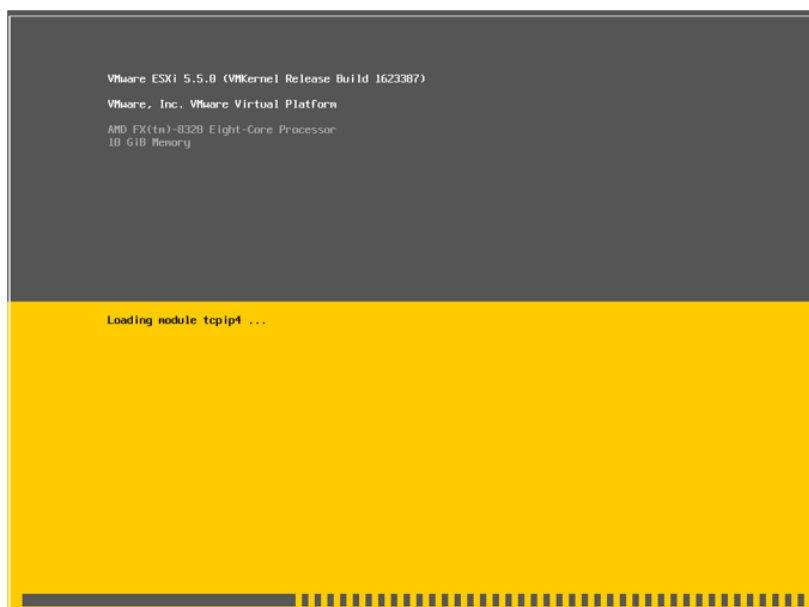 VMware ESXi 5.5.0 (VMKernel Release Build 1623387)
VMware, Inc. VMware Virtual Platform
AMD FX(tm)-8320 Eight-Core Processor
10 GiB Memory
Loading module tcpip4 ...